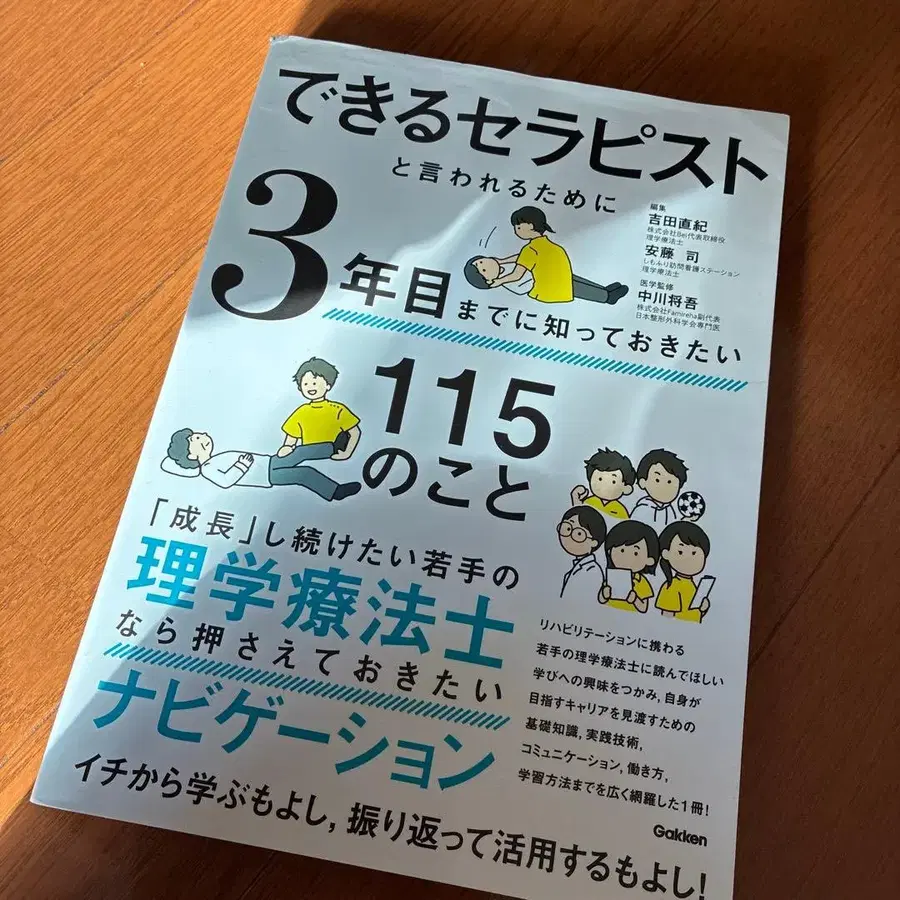 できるセラピスト
と言われるために
編集
吉田直紀
株式会社Bel代表取締役
理学療法士
安藤 司
しもふり訪問看護ステーション
理学療法士
医学監修
中川将吾
株式会社Famireha副代表
日本整形外科学会専門医
3年目までに知っておきたい
115
のこと
「成長」し続けたい若手の
理学療法士
なら押さえておきたい
ナビゲーション
リハビリテーションに携わる
若手の理学療法士に読んでほしい
学びへの興味をつかみ,自身が
目指すキャリアを見渡すための
基礎知識,実践技術,
コミュニケーション,働き方,
学習方法までを広く網羅した1冊!
Gakken
イチから学ぶもよし,振り返って活用するもよし!